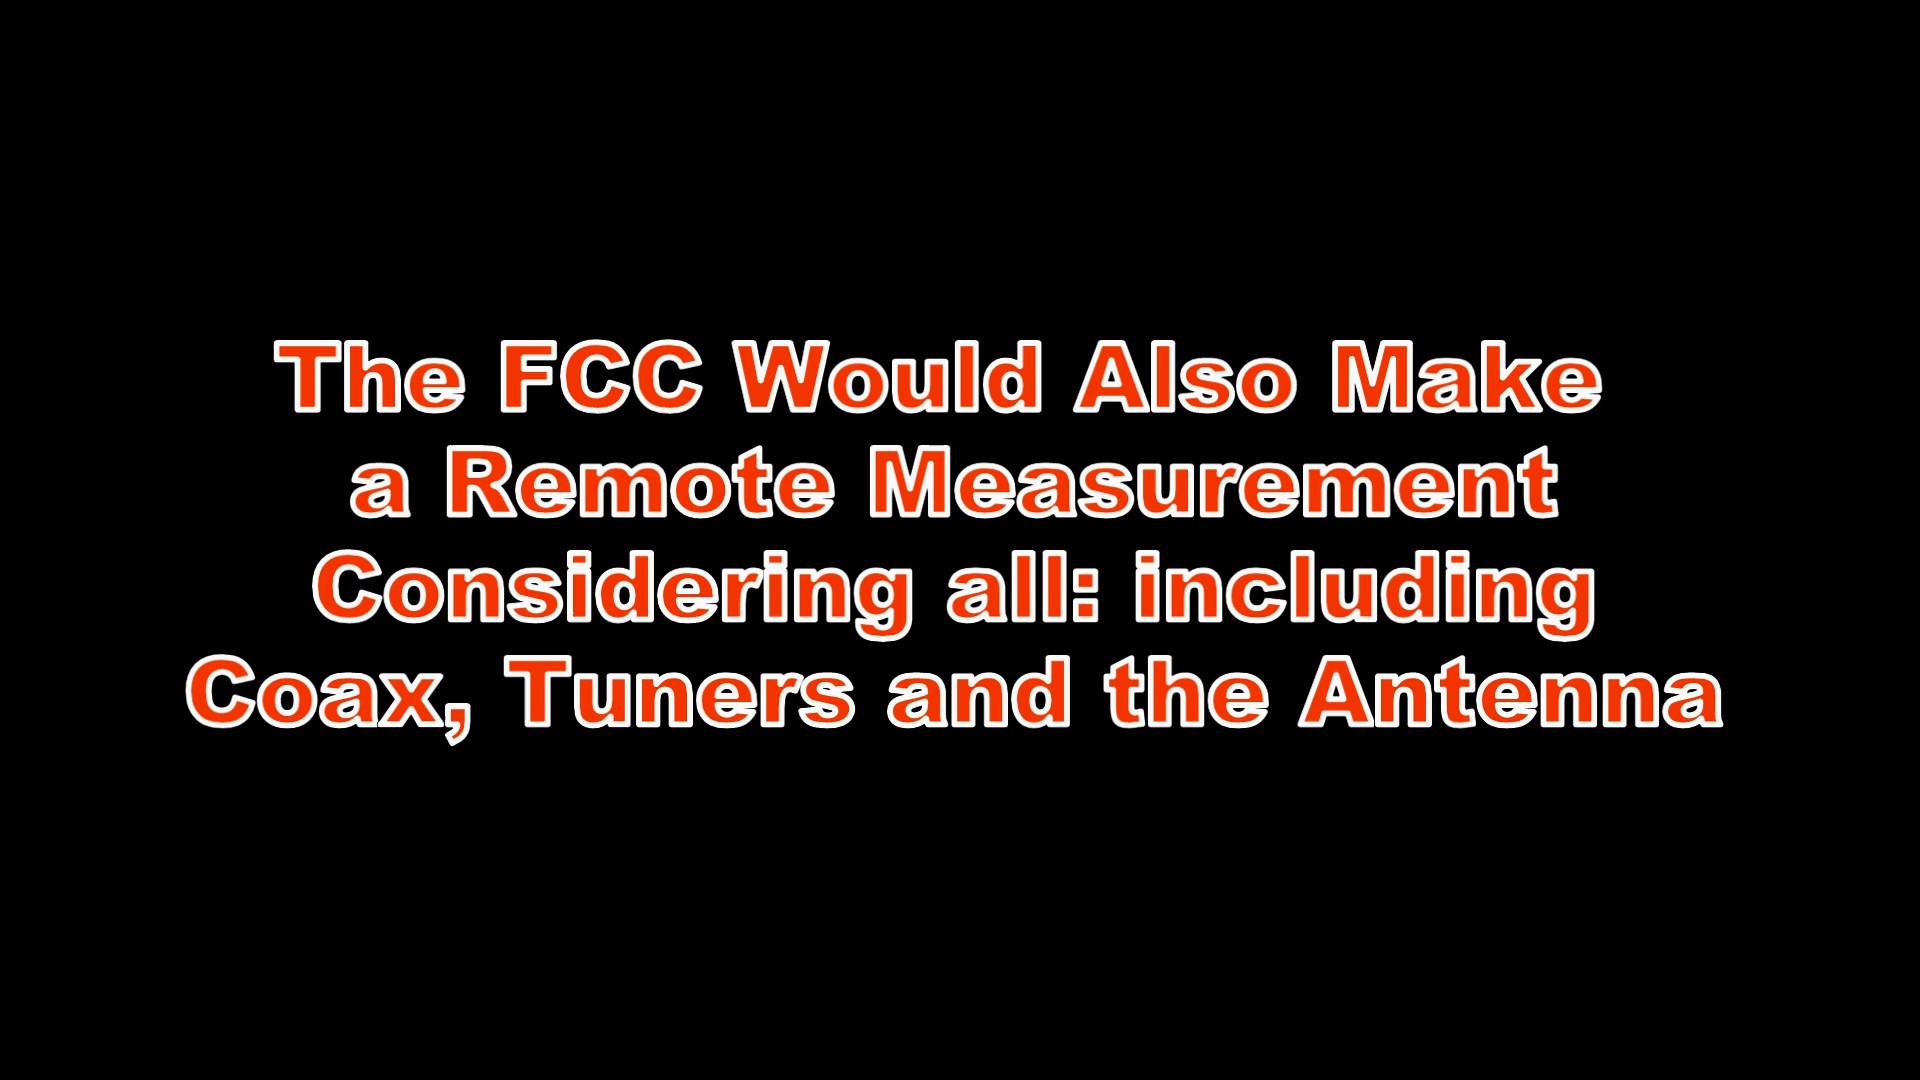 The FCC Would Also Make
a Remote Measurement
Considering all: including
Coax, Tuners and the Antenna